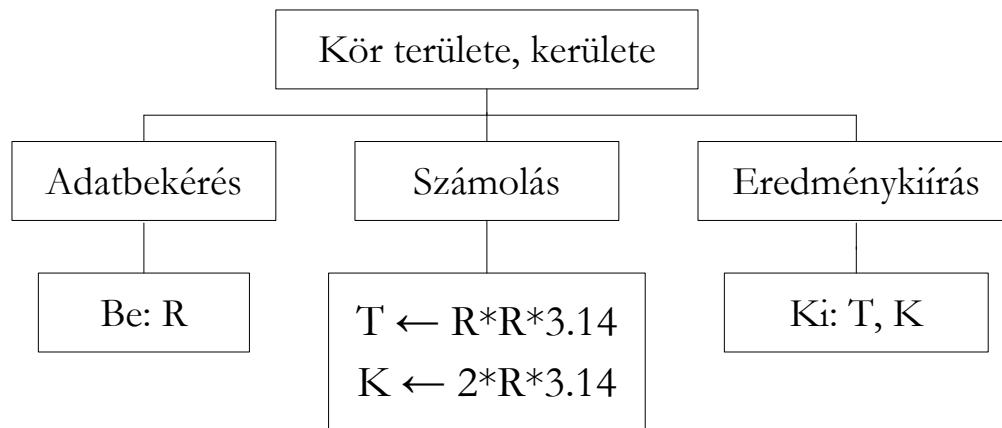 Kör területe, kerülete
Adatbekérés
Számolás
Eredménykiírás
Be: R
T ← R*R*3.14
K ← 2*R*3.14
Ki: T, K